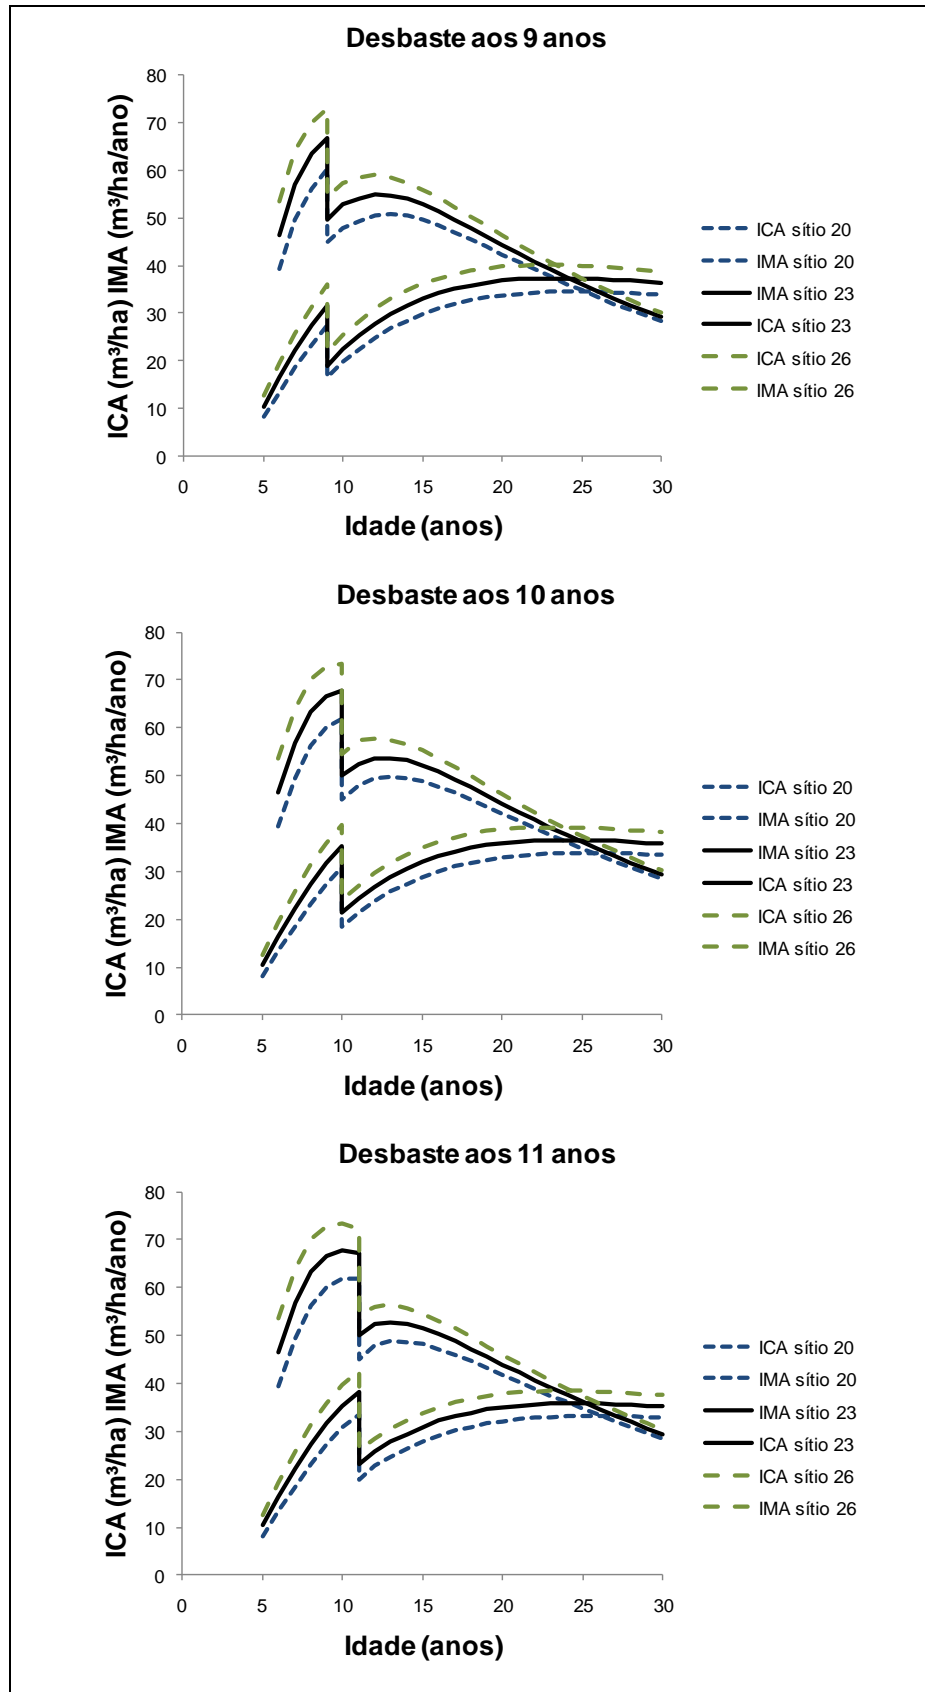 Desbaste aos 9 anos
ICA (m³/ha) IMA (m³/ha/ano)
80
70
60
50
40
30
20
10
0
0 5 10 15 20 25 30
Idade (anos)
ICA sítio 20
IMA sítio 20
IMA sítio 23
ICA sítio 23
ICA sítio 26
IMA sítio 26
Desbaste aos 10 anos
ICA (m³/ha) IMA (m³/ha/ano)
80
70
60
50
40
30
20
10
0
0 5 10 15 20 25 30
Idade (anos)
ICA sítio 20
IMA sítio 20
IMA sítio 23
ICA sítio 23
ICA sítio 26
IMA sítio 26
Desbaste aos 11 anos
ICA (m³/ha) IMA (m³/ha/ano)
80
70
60
50
40
30
20
10
0
0 5 10 15 20 25 30
Idade (anos)
ICA sítio 20
IMA sítio 20
IMA sítio 23
ICA sítio 23
ICA sítio 26
IMA sítio 26